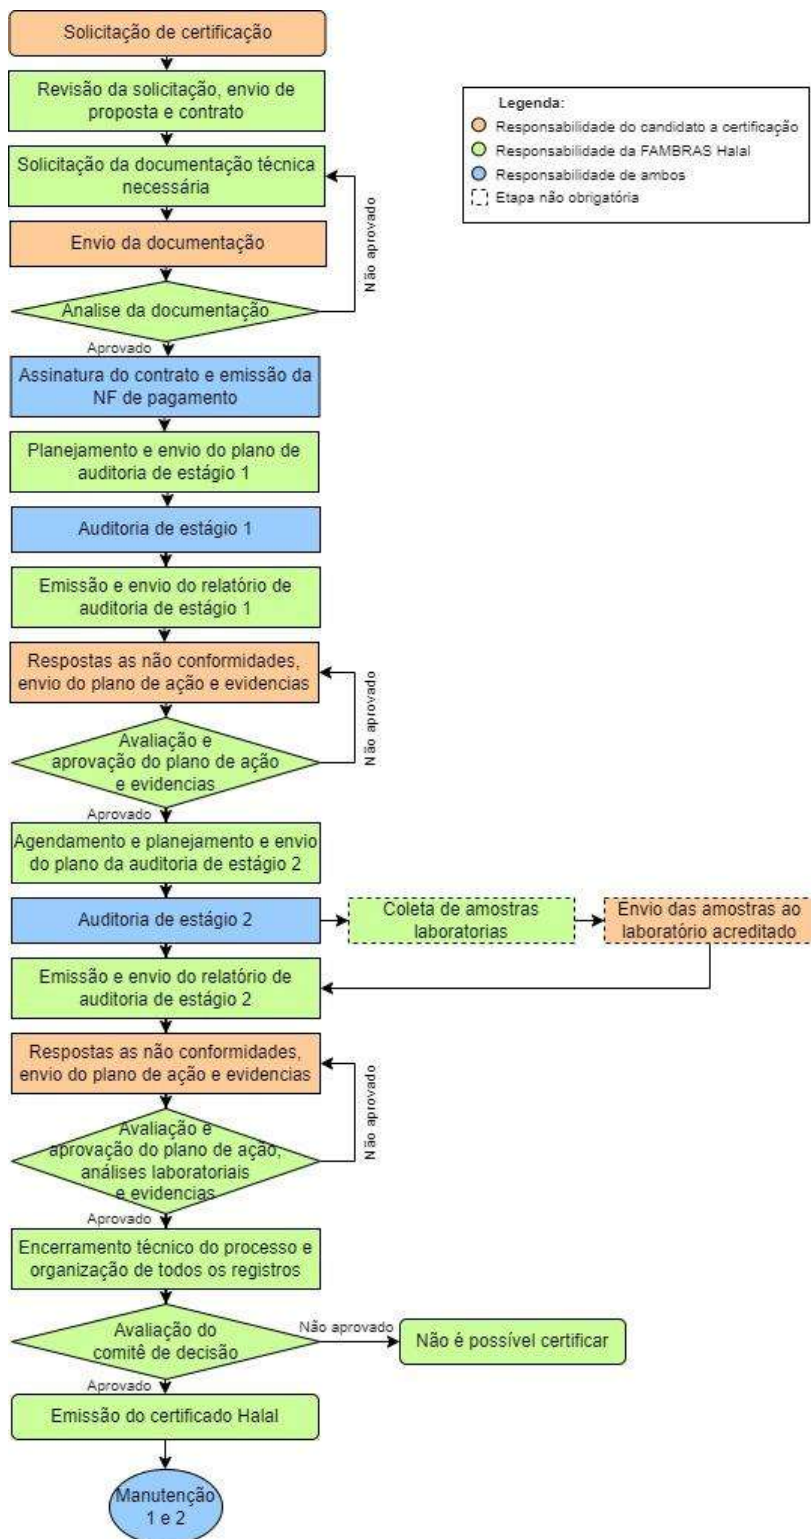 Solicitação de certificação
Revisão da solicitação, envio de
proposta e contrato
Legenda:
Responsabilidade do candidato a certificação
Responsabilidade da FAMBRAS Halal
Responsabilidade de ambos
Etapa não obrigatória
Solicitação da documentação técnica
necessária
Envio da documentação
Não aprovado
Analise da documentação
Aprovado
Assinatura do contrato e emissão da
NF de pagamento
Planejamento e envio do plano de
auditoria de estágio 1
Auditoria de estágio 1
Emissão e envio do relatório de
auditoria de estágio 1
Respostas as não conformidades,
envio do plano de ação e evidencias
Não aprovado
Avaliação e
aprovação do plano de ação
e evidencias
Aprovado
Agendamento e planejamento e envio
do plano da auditoria de estágio 2
Auditoria de estágio 2
Coleta de amostras
laboratorias
Envio das amostras ao
laboratório acreditado
Emissão e envio do relatório de
auditoria de estágio 2
Respostas as não conformidades,
envio do plano de ação e evidencias
Não aprovado
Avaliação e
aprovação do plano de ação,
análises laboratoriais
e evidencias
Aprovado
Encerramento técnico do processo e
organização de todos os registros
Avaliação do
comitê de decisão
Não aprovado
Não é possível certificar
Aprovado
Emissão do certificado Halal
Manutenção
1 e 2